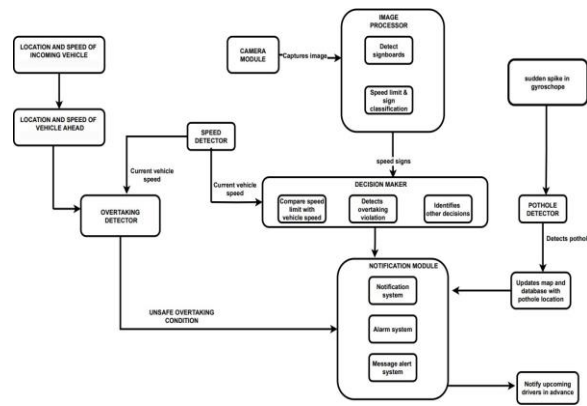 IMAGE
PROCESSOR
Detect
signboards
Speed limit &
sign
classification
CAMERA
MODULE
Captures image
LOCATION AND SPEED OF
INCOMING VEHICLE
LOCATION AND SPEED OF
VEHICLE AHEAD
SPEED
DETECTOR
Current vehicle
speed
Current vehicle
speed
OVERTAKING
DETECTOR
speed signs
DECISION MAKER
Compare speed
limit with
vehicle speed
Detects
overtaking
violation
Identifies
other decisions
sudden spike in
gyroschope
POTHOLE
DETECTOR
Detects pothol
Updates map and
database with
pothole location
NOTIFICATION MODULE
Notification
system
Alarm system
Message alert
system
UNSAFE OVERTAKING
CONDITION
Notify upcoming
drivers in advance